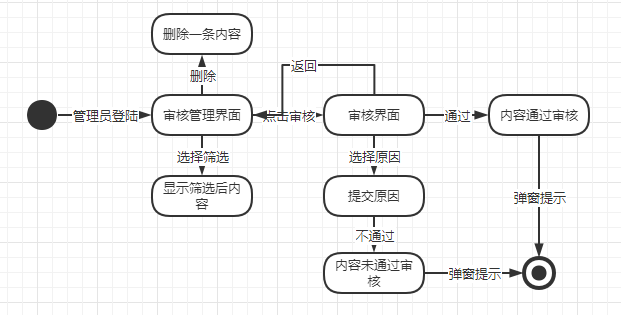 删除一条内容
返回
删除
管理员登陆
审核管理界面
点击审核
审核界面
通过
内容通过审核
选择筛选
选择原因
显示筛选后内
容
提交原因
弹窗提示
不通过
内容未通过审
核
弹窗提示